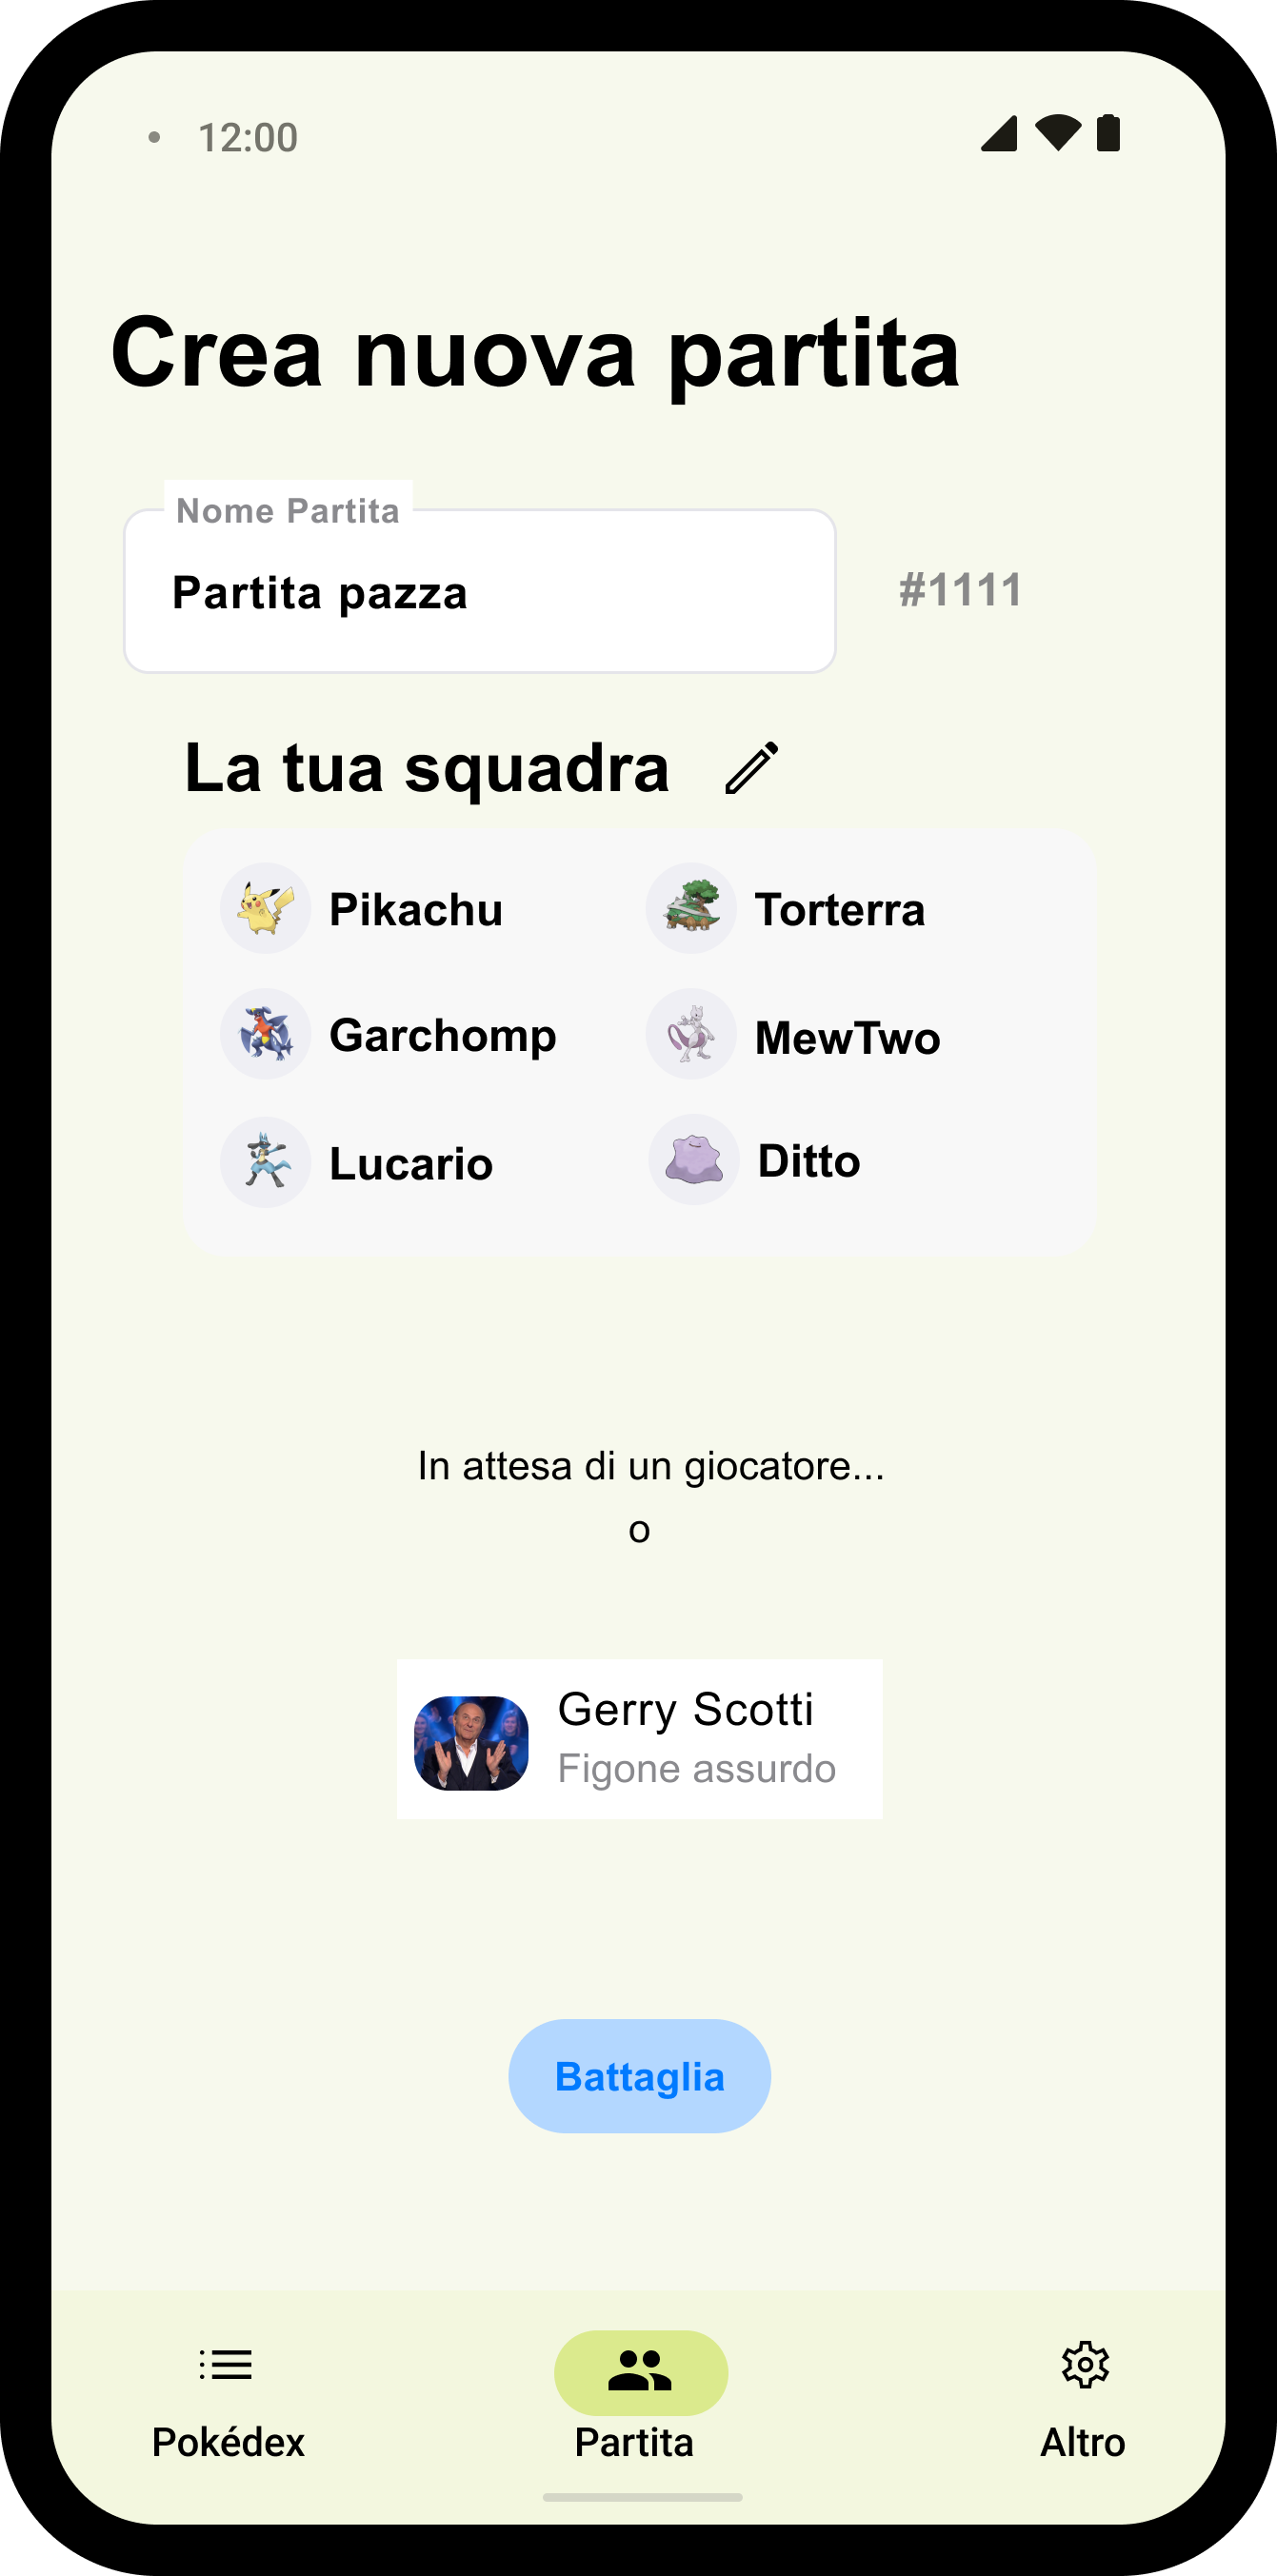 12:00
Crea nuova partita
Nome Partita
Partita pazza
#1111
La tua squadra
Pikachu
Torterra
Garchomp
MewTwo
Lucario
Ditto
In attesa di un giocatore...
o
Gerry Scotti
Figone assurdo
Battaglia
Pokédex
Partita
Altro